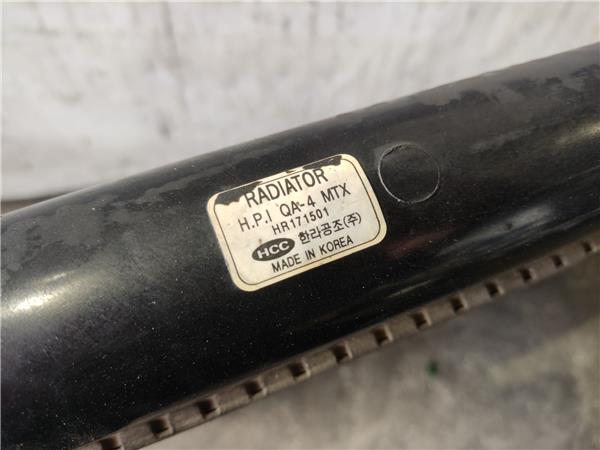 RADIATOR
H.P.I QA-4 MTX
HR171501
HCC 한라공조(주)
MADE IN KOREA